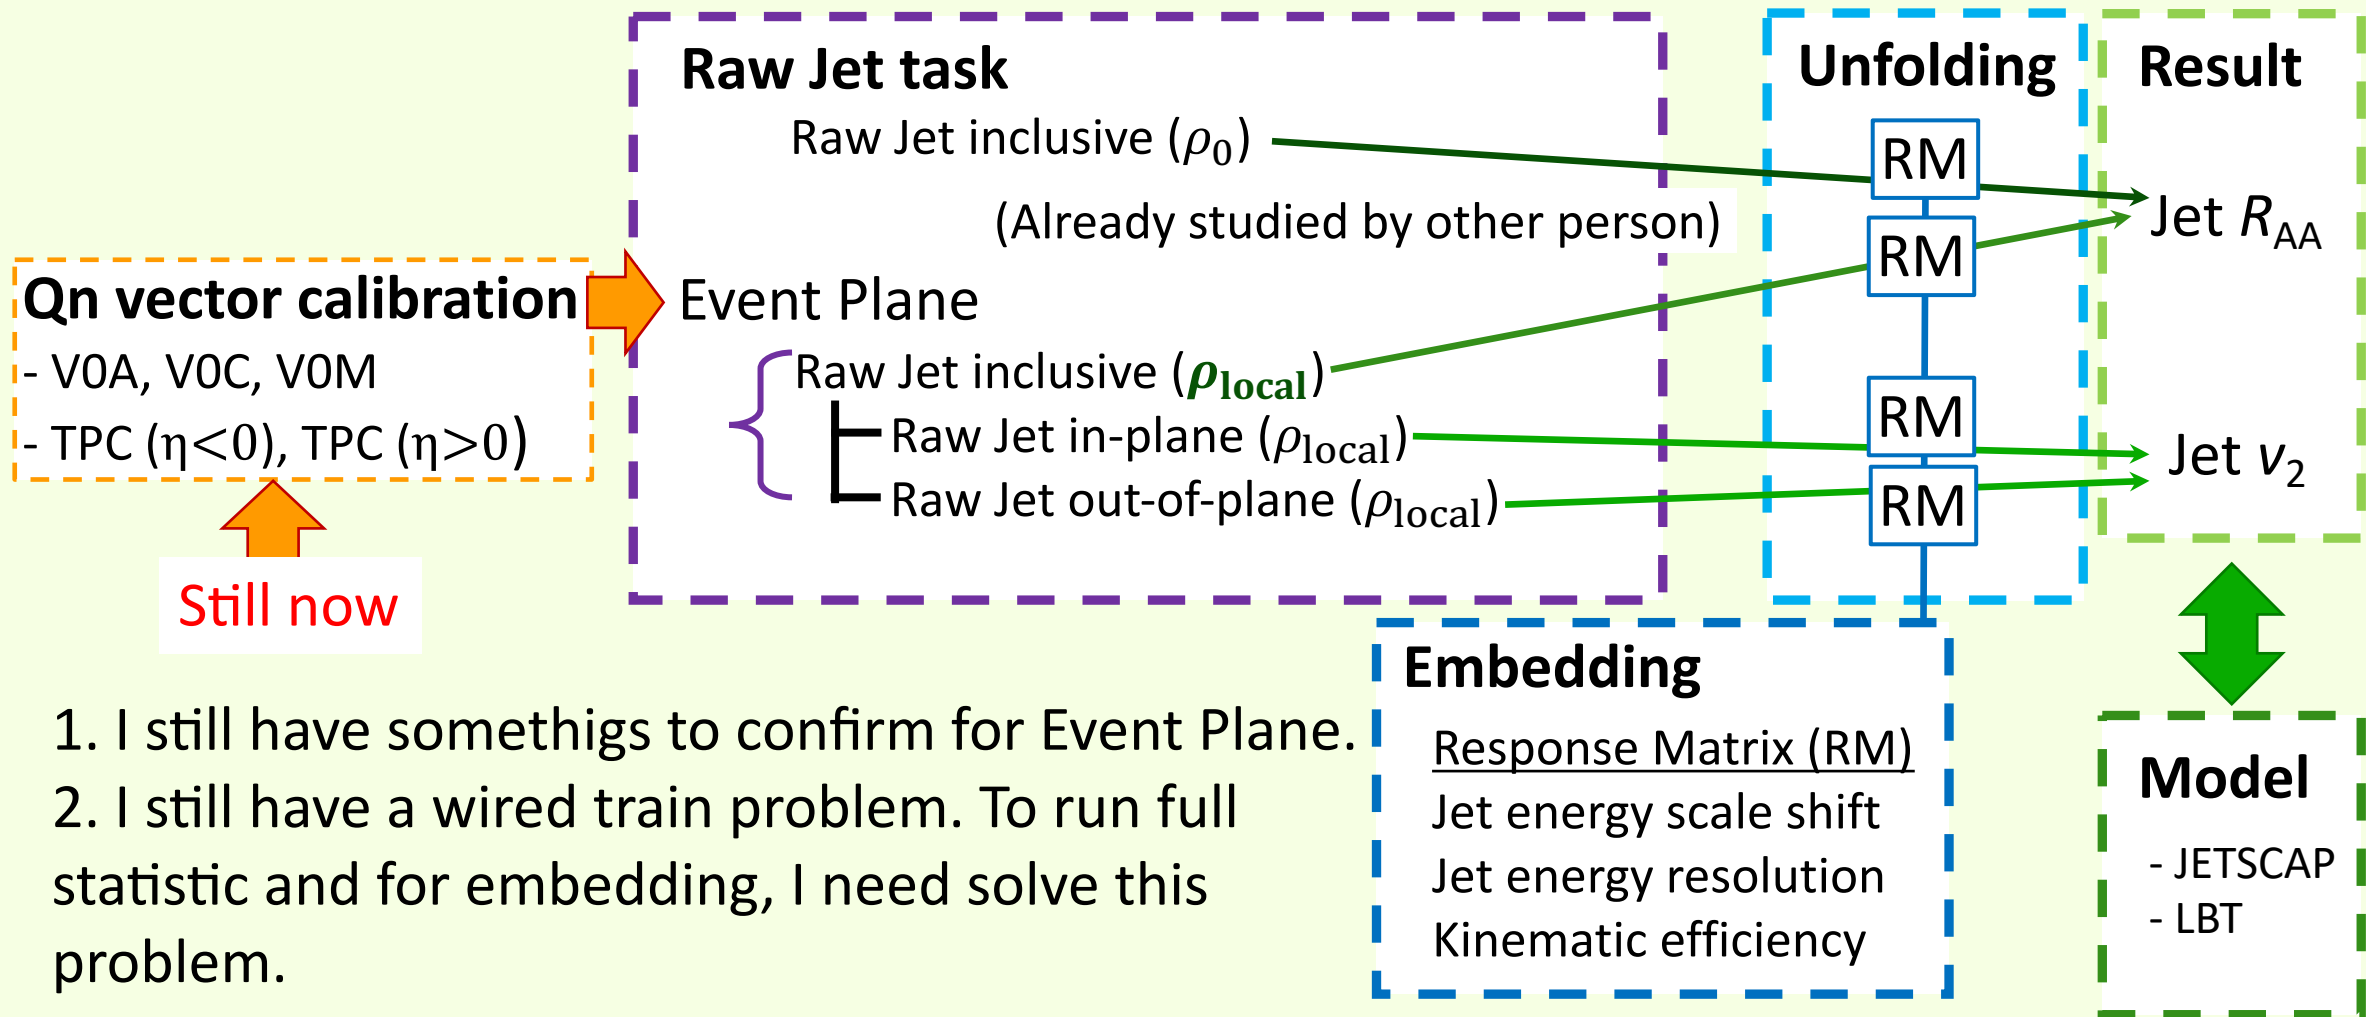 Raw Jet task
Raw Jet inclusive (ρ0)
(Already studied by other person)
Qn vector calibration
- V0A, V0C, V0M
- TPC (η<0), TPC (η>0)
Still now
Event Plane
Raw Jet inclusive (ρlocal)
Raw Jet in-plane (ρlocal)
Raw Jet out-of-plane (ρlocal)
Unfolding
RM
RM
RM
RM
Result
Jet RAA
Jet v2
1. I still have somethigs to confirm for Event Plane.
2. I still have a wired train problem. To run full
statistic and for embedding, I need solve this
problem.
Embedding
Response Matrix (RM)
Jet energy scale shift
Jet energy resolution
Kinematic efficiency
Model
- JETSCAP
- LBT